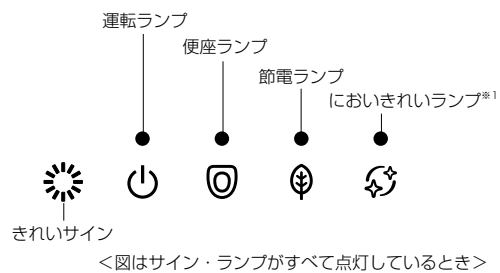 運転ランプ
便座ランプ
節電ランプ
においきれいランプ※1
きれいサイン
＜図はサイン・ランプがすべて点灯しているとき＞